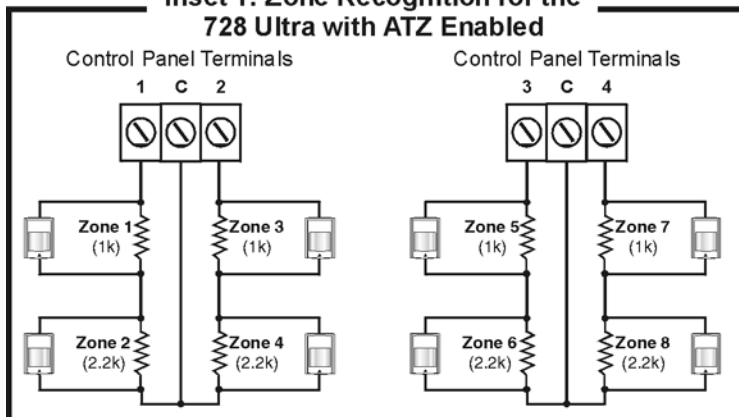 Inset 1: Zone Recognition for the
728 Ultra with ATZ Enabled
Control Panel Terminals
1 C 2
Zone 1
(1k)
Zone 3
(1k)
Zone 2
(2.2k)
Zone 4
(2.2k)
Control Panel Terminals
3 C 4
Zone 5
(1k)
Zone 7
(1k)
Zone 6
(2.2k)
Zone 8
(2.2k)